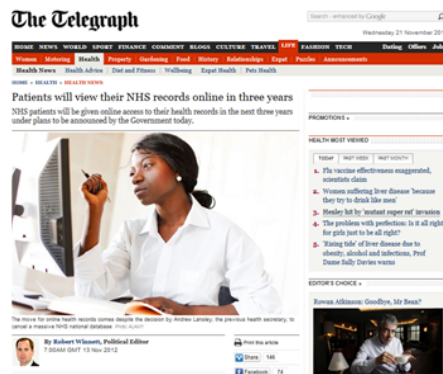 The Telegraph
Search - enhanced by Google
Wednesday 21 November 201
HOME NEWS WORLD SPORT FINANCE COMMENT BLOGS CULTURE TRAVEL LIFE FASHION TECH Dating Offers Job
Women Motoring Health Property Gardening Food History Relationships Expat Puzzles Announcements
Health News Health Advice Diet and Fitness Wellbeing Expat Health Pets Health
HOME » HEALTH » HEALTH NEWS
Patients will view their NHS records online in three years
NHS patients will be given online access to their health records in the next three years
under plans to be announced by the Government today.
The move for online health records comes despite the decision by Andrew Lansley, the previous health secretary, to
cancel a massive NHS national database. Photo: ALAMY
By Robert Winnett, Political Editor
7:00AM GMT 13 Nov 2012
Print this article
Share 146
Facebook 74
PROMOTIONS »
HEALTH MOST VIEWED
TODAY PAST WEEK PAST MONTH
1. Flu vaccine effectiveness exaggerated,
scientists claim
2. Women suffering liver disease 'because
they try to drink like men'
3. Henley hit by 'mutant super rat' invasion
4. The problem with perfection: Is it all right
for girls just to be all right?
5. 'Rising tide' of liver disease due to
obesity, alcohol and infections, Prof
Dame Sally Davies warns
EDITOR'S CHOICE »
Rowan Atkinson: Goodbye, Mr Bean?